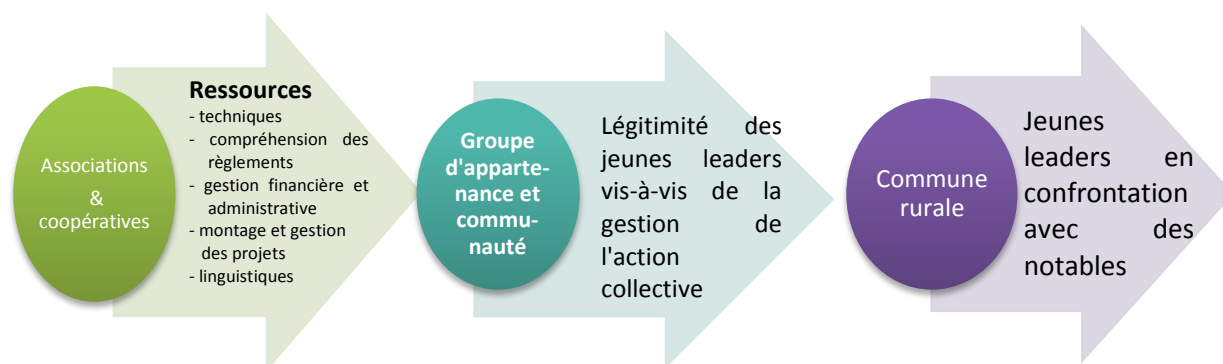 Associations
&
coopératives
Ressources
- techniques
- compréhension des
règlements
- gestion financière et
administrative
- montage et gestion
des projets
- linguistiques
Groupe
d'apparte-
nance et
commu-
nauté
Légitimité des
jeunes leaders
vis-à-vis de la
gestion de
l'action
collective
Commune
rurale
Jeunes
leaders en
confrontation
avec des
notables